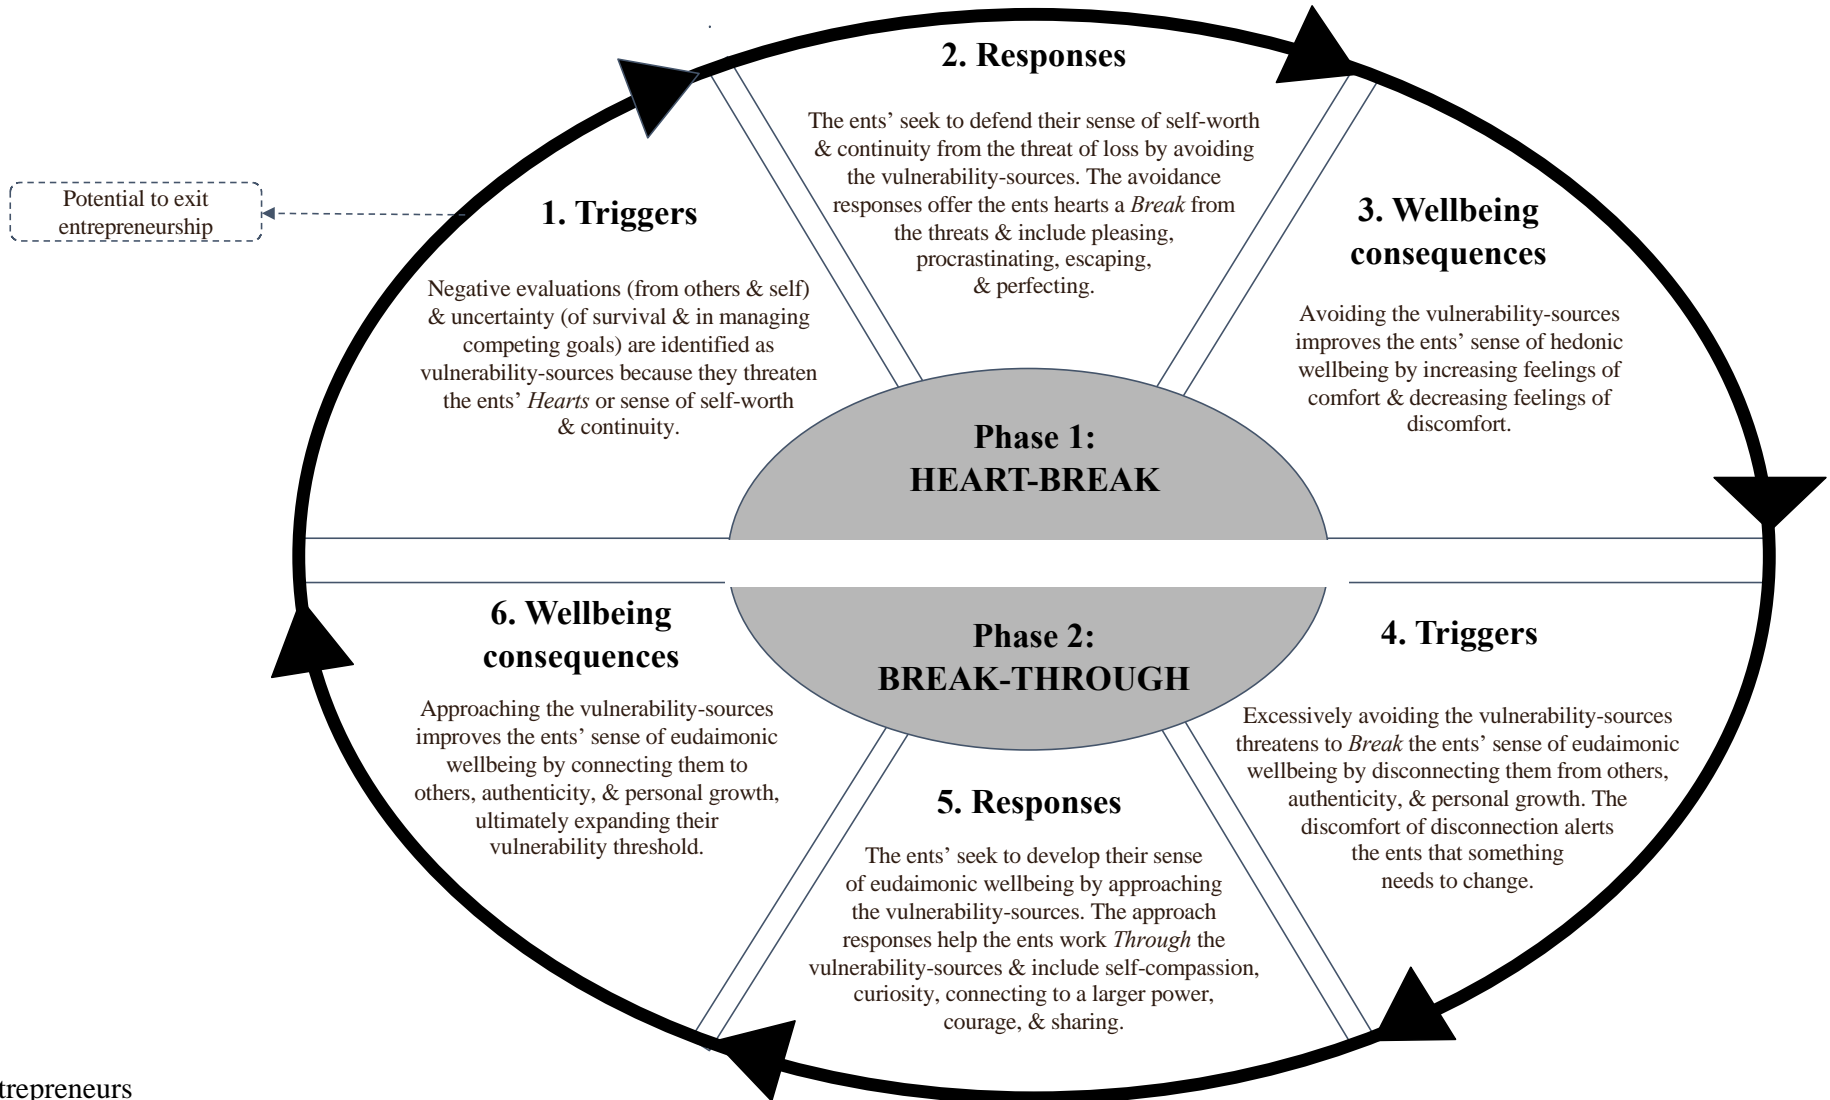 Potential to exit
entrepreneurship
1. Triggers
Negative evaluations (from others & self)
& uncertainty (of survival & in managing
competing goals) are identified as
vulnerability-sources because they threaten
the ents’ Hearts or sense of self-worth
& continuity.
2. Responses
The ents’ seek to defend their sense of self-worth
& continuity from the threat of loss by avoiding
the vulnerability-sources. The avoidance
responses offer the ents hearts a Break from
the threats & include pleasing,
procrastinating, escaping,
& perfecting.
3. Wellbeing
consequences
Avoiding the vulnerability-sources
improves the ents’ sense of hedonic
wellbeing by increasing feelings of
comfort & decreasing feelings of
discomfort.
Phase 1:
HEART-BREAK
Phase 2:
BREAK-THROUGH
4. Triggers
Excessively avoiding the vulnerability-sources
threatens to Break the ents’ sense of eudaimonic
wellbeing by disconnecting them from others,
authenticity, & personal growth. The
discomfort of disconnection alerts
the ents that something
needs to change.
5. Responses
The ents’ seek to develop their sense
of eudaimonic wellbeing by approaching
the vulnerability-sources. The approach
responses help the ents work Through the
vulnerability-sources & include self-compassion,
curiosity, connecting to a larger power,
courage, & sharing.
6. Wellbeing
consequences
Approaching the vulnerability-sources
improves the ents’ sense of eudaimonic
wellbeing by connecting them to
others, authenticity, & personal growth,
ultimately expanding their
vulnerability threshold.
trepreneurs